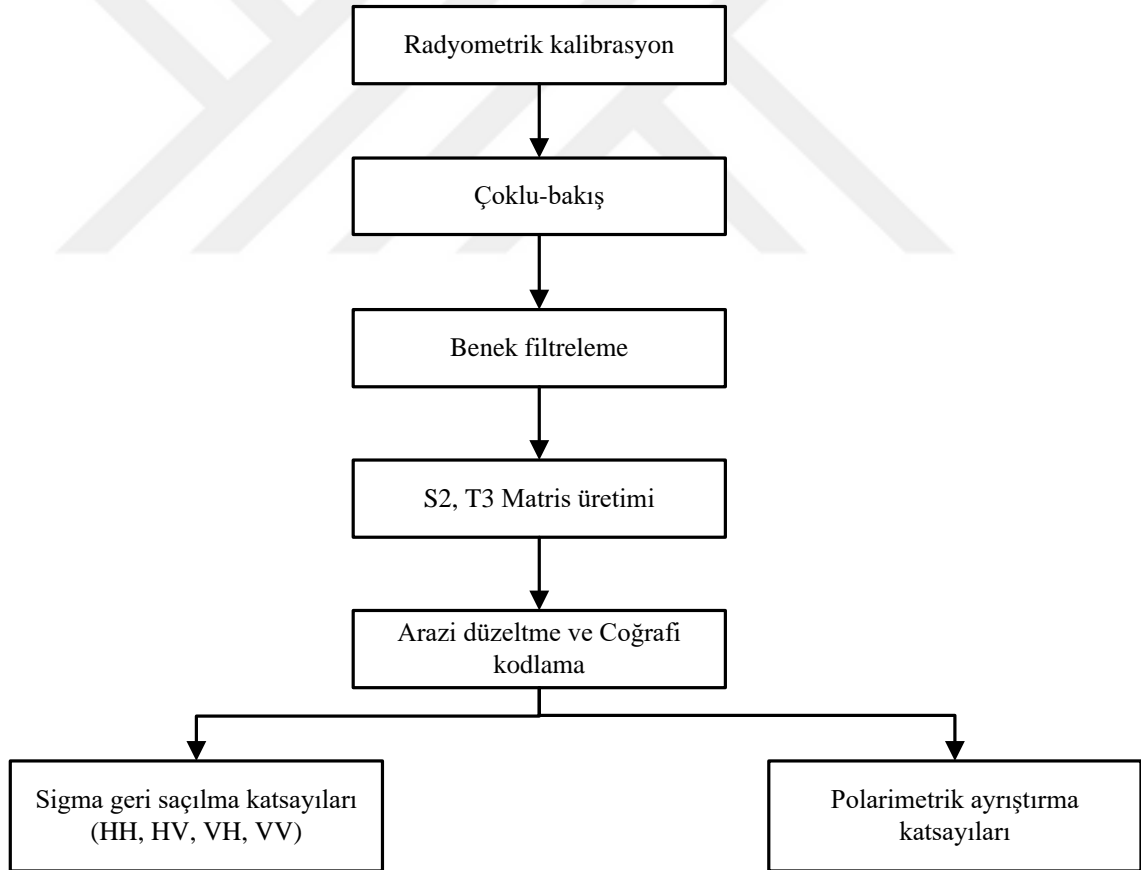 Radyometrik kalibrasyon
Çoklu-bakış
Benek filtreleme
S2, T3 Matris üretimi
Arazi düzeltme ve Coğrafi
kodlama
Sigma geri saçılma katsayıları
(HH, HV, VH, VV)
Polarimetrik ayrıştırma
katsayıları